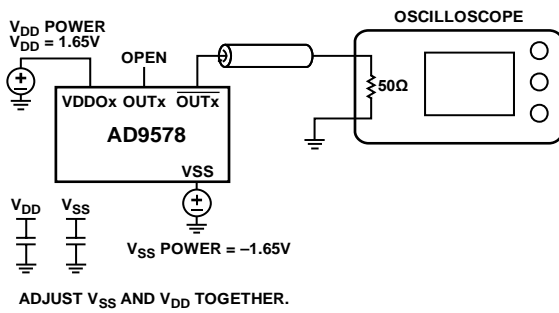 VDD POWER
VDD = 1.65V
OPEN
OSCILLOSCOPE
VDDOx OUTx OUTx
50Ω
AD9578
VSS
VDD VSS
VSS POWER = –1.65V
ADJUST VSS AND VDD TOGETHER.